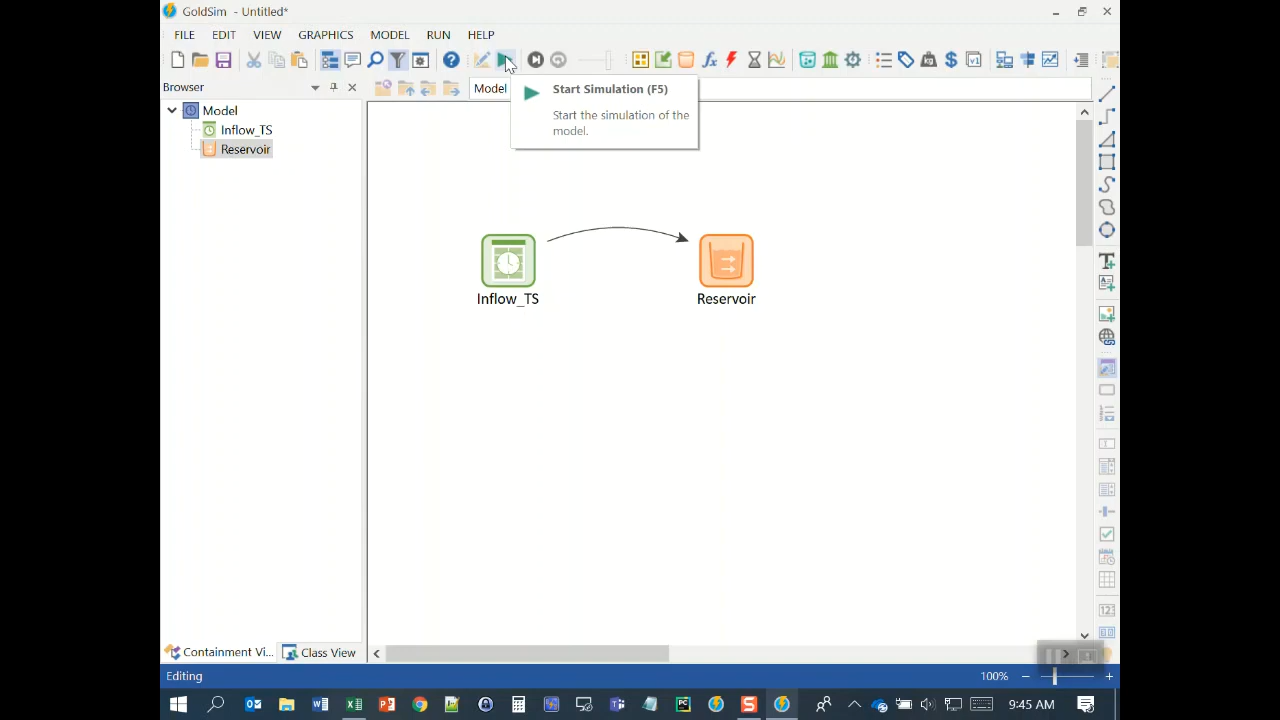 GoldSim - Untitled*
FILE EDIT VIEW GRAPHICS MODEL RUN HELP
Browser
Model
Start Simulation (F5)
Start the simulation of the
model.
Model
Inflow_TS
Reservoir
Inflow_TS
Reservoir
Containment Vi...
Class View
Editing
100%
9:45 AM